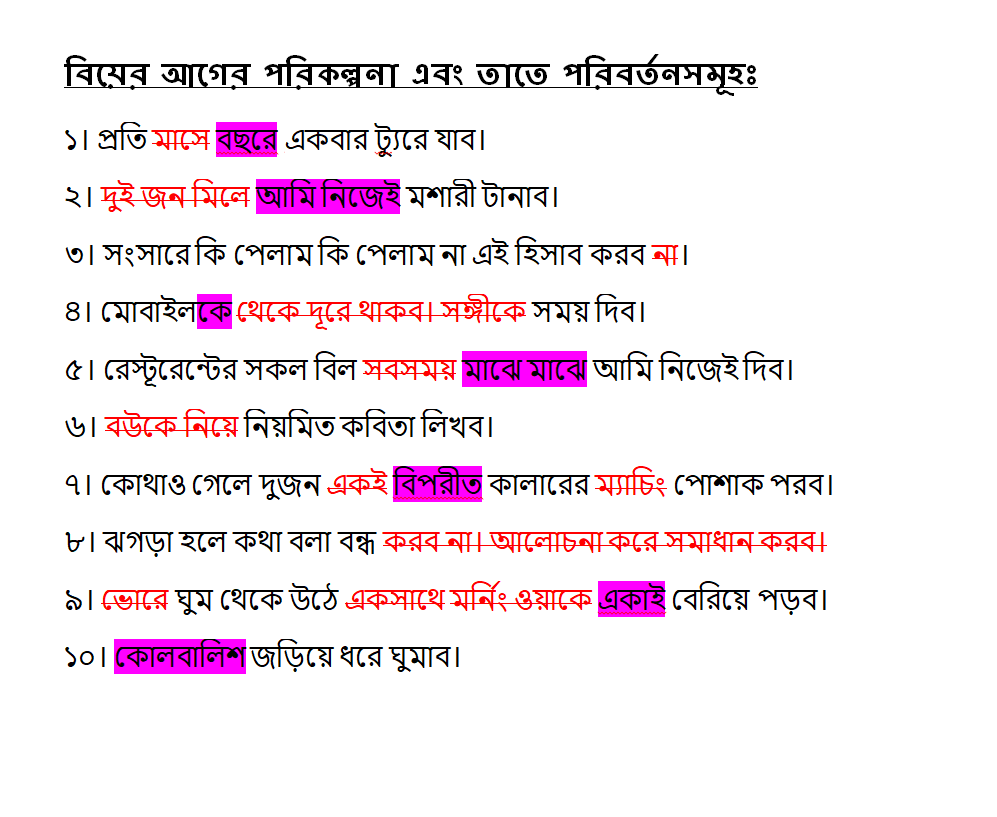 বিয়ের আগের পরিকল্পনা এবং তাতে পরিবর্তনসমূহঃ
১। প্রতি মাসে বছরে একবার ট্যুরে যাব।
২। দুই জন মিলে আমি নিজেই মশারী টানাব।
৩। সংসারে কি পেলাম কি পেলাম না এই হিসাব করব না।
৪। মোবাইলকে থেকে দূরে থাকব। সঙ্গীকে সময় দিব।
৫। রেস্টূরেন্টের সকল বিল সবসময় মাঝে মাঝে আমি নিজেই দিব।
৬। বউকে নিয়ে নিয়মিত কবিতা লিখব।
৭। কোথাও গেলে দুজন একই বিপরীত কালারের ম্যাচিং পোশাক পরব।
৮। ঝগড়া হলে কথা বলা বন্ধ করব না। আলোচনা করে সমাধান করব।
৯। ভোরে ঘুম থেকে উঠে একসাথে মর্নিং ওয়াকে একাই বেরিয়ে পড়ব।
১০। কোলবালিশ জড়িয়ে ধরে ঘুমাব।